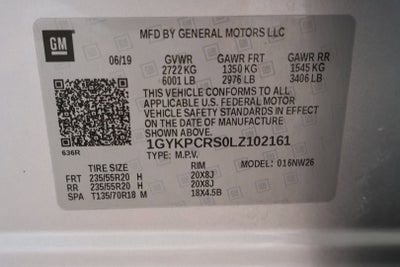 GM
MFD BY GENERAL MOTORS LLC
06/19 GVWR GAWR FRT GAWR RR
2722 KG 1350 KG 1545 KG
6001 LB 2976 LB 3406 LB
THIS VEHICLE CONFORMS TO ALL
APPLICABLE U.S. FEDERAL MOTOR
VEHICLE SAFETY STANDARDS IN EFFECT
ON THE DATE OF MANUFACTURE
SHOWN ABOVE.
636R
1GYKPCRS0LZ102161
TYPE: M.P.V. MODEL: 016NW26
TIRE SIZE RIM
FRT 235/55R20 H 20X8J
RR 235/55R20 H 20X8J
SPA T135/70R18 M 18X4.5B